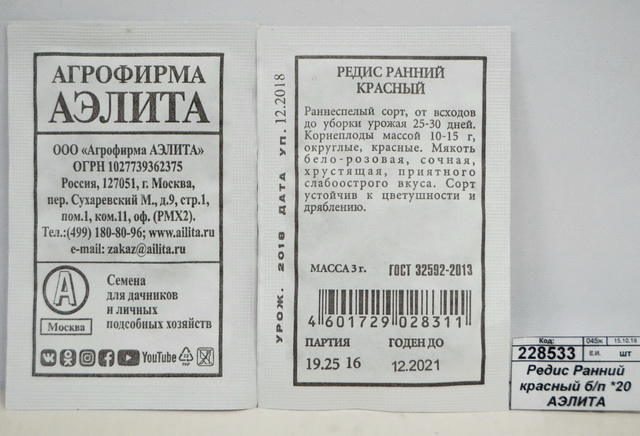 АГРОФИРМА
АЭЛИТА
ООО «Агрофирма АЭЛИТА»
ОГРН 1027739362375
Россия, 127051, г. Москва,
пер. Сухаревский М., д.9, стр.1,
пом.1, ком.11, оф. (РМХ2).
Тел.:(499) 180-80-96; www.ailita.ru
e-mail: zakaz@ailita.ru
А
Москва
Семена
для дачников
и личных
подсобных хозяйств
YouTube
УРОЖ. 2018 ДАТА УП. 12.2018
РЕДИС РАННИЙ
КРАСНЫЙ
Раннеспелый сорт, от всходов
до уборки урожая 25-30 дней.
Корнеплоды массой 10-15 г,
округлые, красные. Мякоть
бело-розовая, сочная,
хрустящая, приятного
слабоострого вкуса. Сорт
устойчив к цветушности и
дряблению.
МАССА 3 г. ГОСТ 32592-2013
4 601729 028311
ПАРТИЯ ГОДЕН ДО
19.25 16 12.2021
Код: 045ж 15.10.19
228533 Е.И. шт
Редис Ранний
красный б/п *20
АЭЛИТА